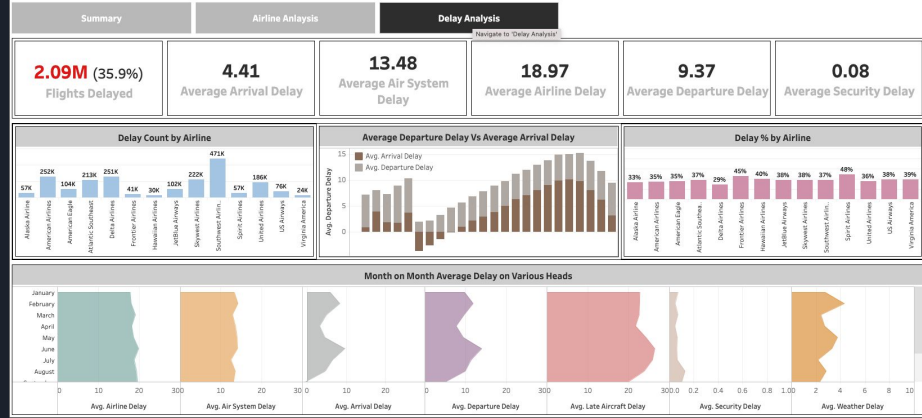 Summary
Airline Anlaysis
Delay Analysis
Navigate to 'Delay Analysis'
2.09M (35.9%)
Flights Delayed
4.41
Average Arrival Delay
13.48
Average Air System
Delay
18.97
Average Airline Delay
9.37
Average Departure Delay
0.08
Average Security Delay
Delay Count by Airline
57K 252K 104K 213K 251K 41K 30K 102K 222K 471K 57K 186K 76K 24K
Alaska Airline
American Airlines
American Eagle
Atlantic Southeast
Delta Airlines
Frontier Airlines
Hawaiian Airlines
JetBlue Airways
Skywest Airlines
Southwest Airlin..
Spirit Airlines
United Airlines
US Airways
Virginia America
Average Departure Delay Vs Average Arrival Delay
Avg. Departure Delay
15
10
5
0
Avg. Arrival Delay
Avg. Departure Delay
Delay % by Airline
33% 35% 35% 37% 29% 45% 40% 38% 38% 37% 48% 36% 38% 39%
Alaska Airline
American Airlines
American Eagle
Atlantic Southea..
Delta Airlines
Frontier Airlines
Hawaiian Airlines
JetBlue Airways
Skywest Airlines
Southwest Airlin..
Spirit Airlines
United Airlines
US Airways
Virginia America
Month on Month Average Delay on Various Heads
January
February
March
April
May
June
July
August
0 10 20 30
0 10 20 30
0 10 20
0 10 20 30
0 10 20 30
0.0 0.2 0.4 0.6 0.8 1.0
0 2 4 6 8 10
Avg. Airline Delay
Avg. Air System Delay
Avg. Arrival Delay
Avg. Departure Delay
Avg. Late Aircraft Delay
Avg. Security Delay
Avg. Weather Delay